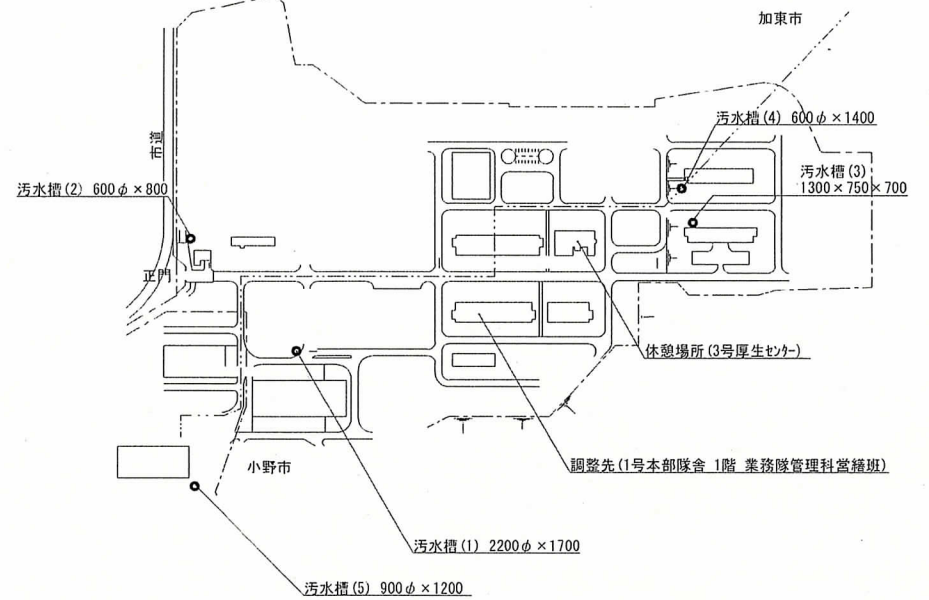 加東市
汚水槽(4) 600φ×1400
市道
汚水槽(3)
1300×750×700
汚水槽(2) 600φ×800
正門
休憩場所(3号厚生センター)
小野市
調整先(1号本部隊舎 1階 業務隊管理科営繕班)
汚水槽(1) 2200φ×1700
汚水槽(5) 900φ×1200